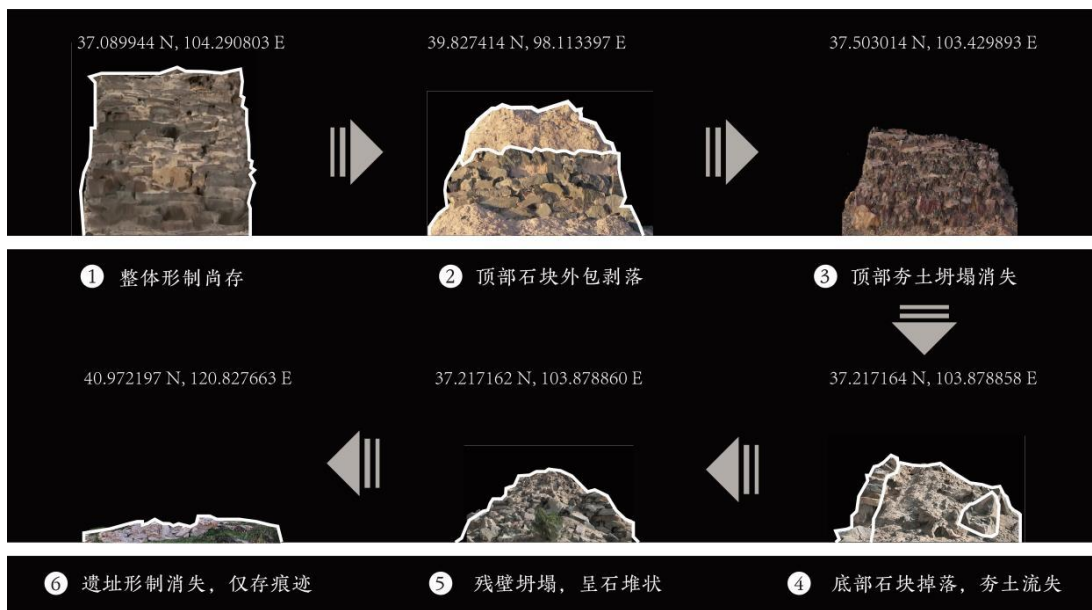 37.089944 N, 104.290803 E
39.827414 N, 98.113397 E
37.503014 N, 103.429893 E
1 整体形制尚存
2 顶部石块外包剥落
3 顶部夯土坍塌消失
40.972197 N, 120.827663 E
37.217162 N, 103.878860 E
37.217164 N, 103.878858 E
6 遗址形制消失，仅存痕迹
5 残壁坍塌，呈石堆状
4 底部石块掉落，夯土流失